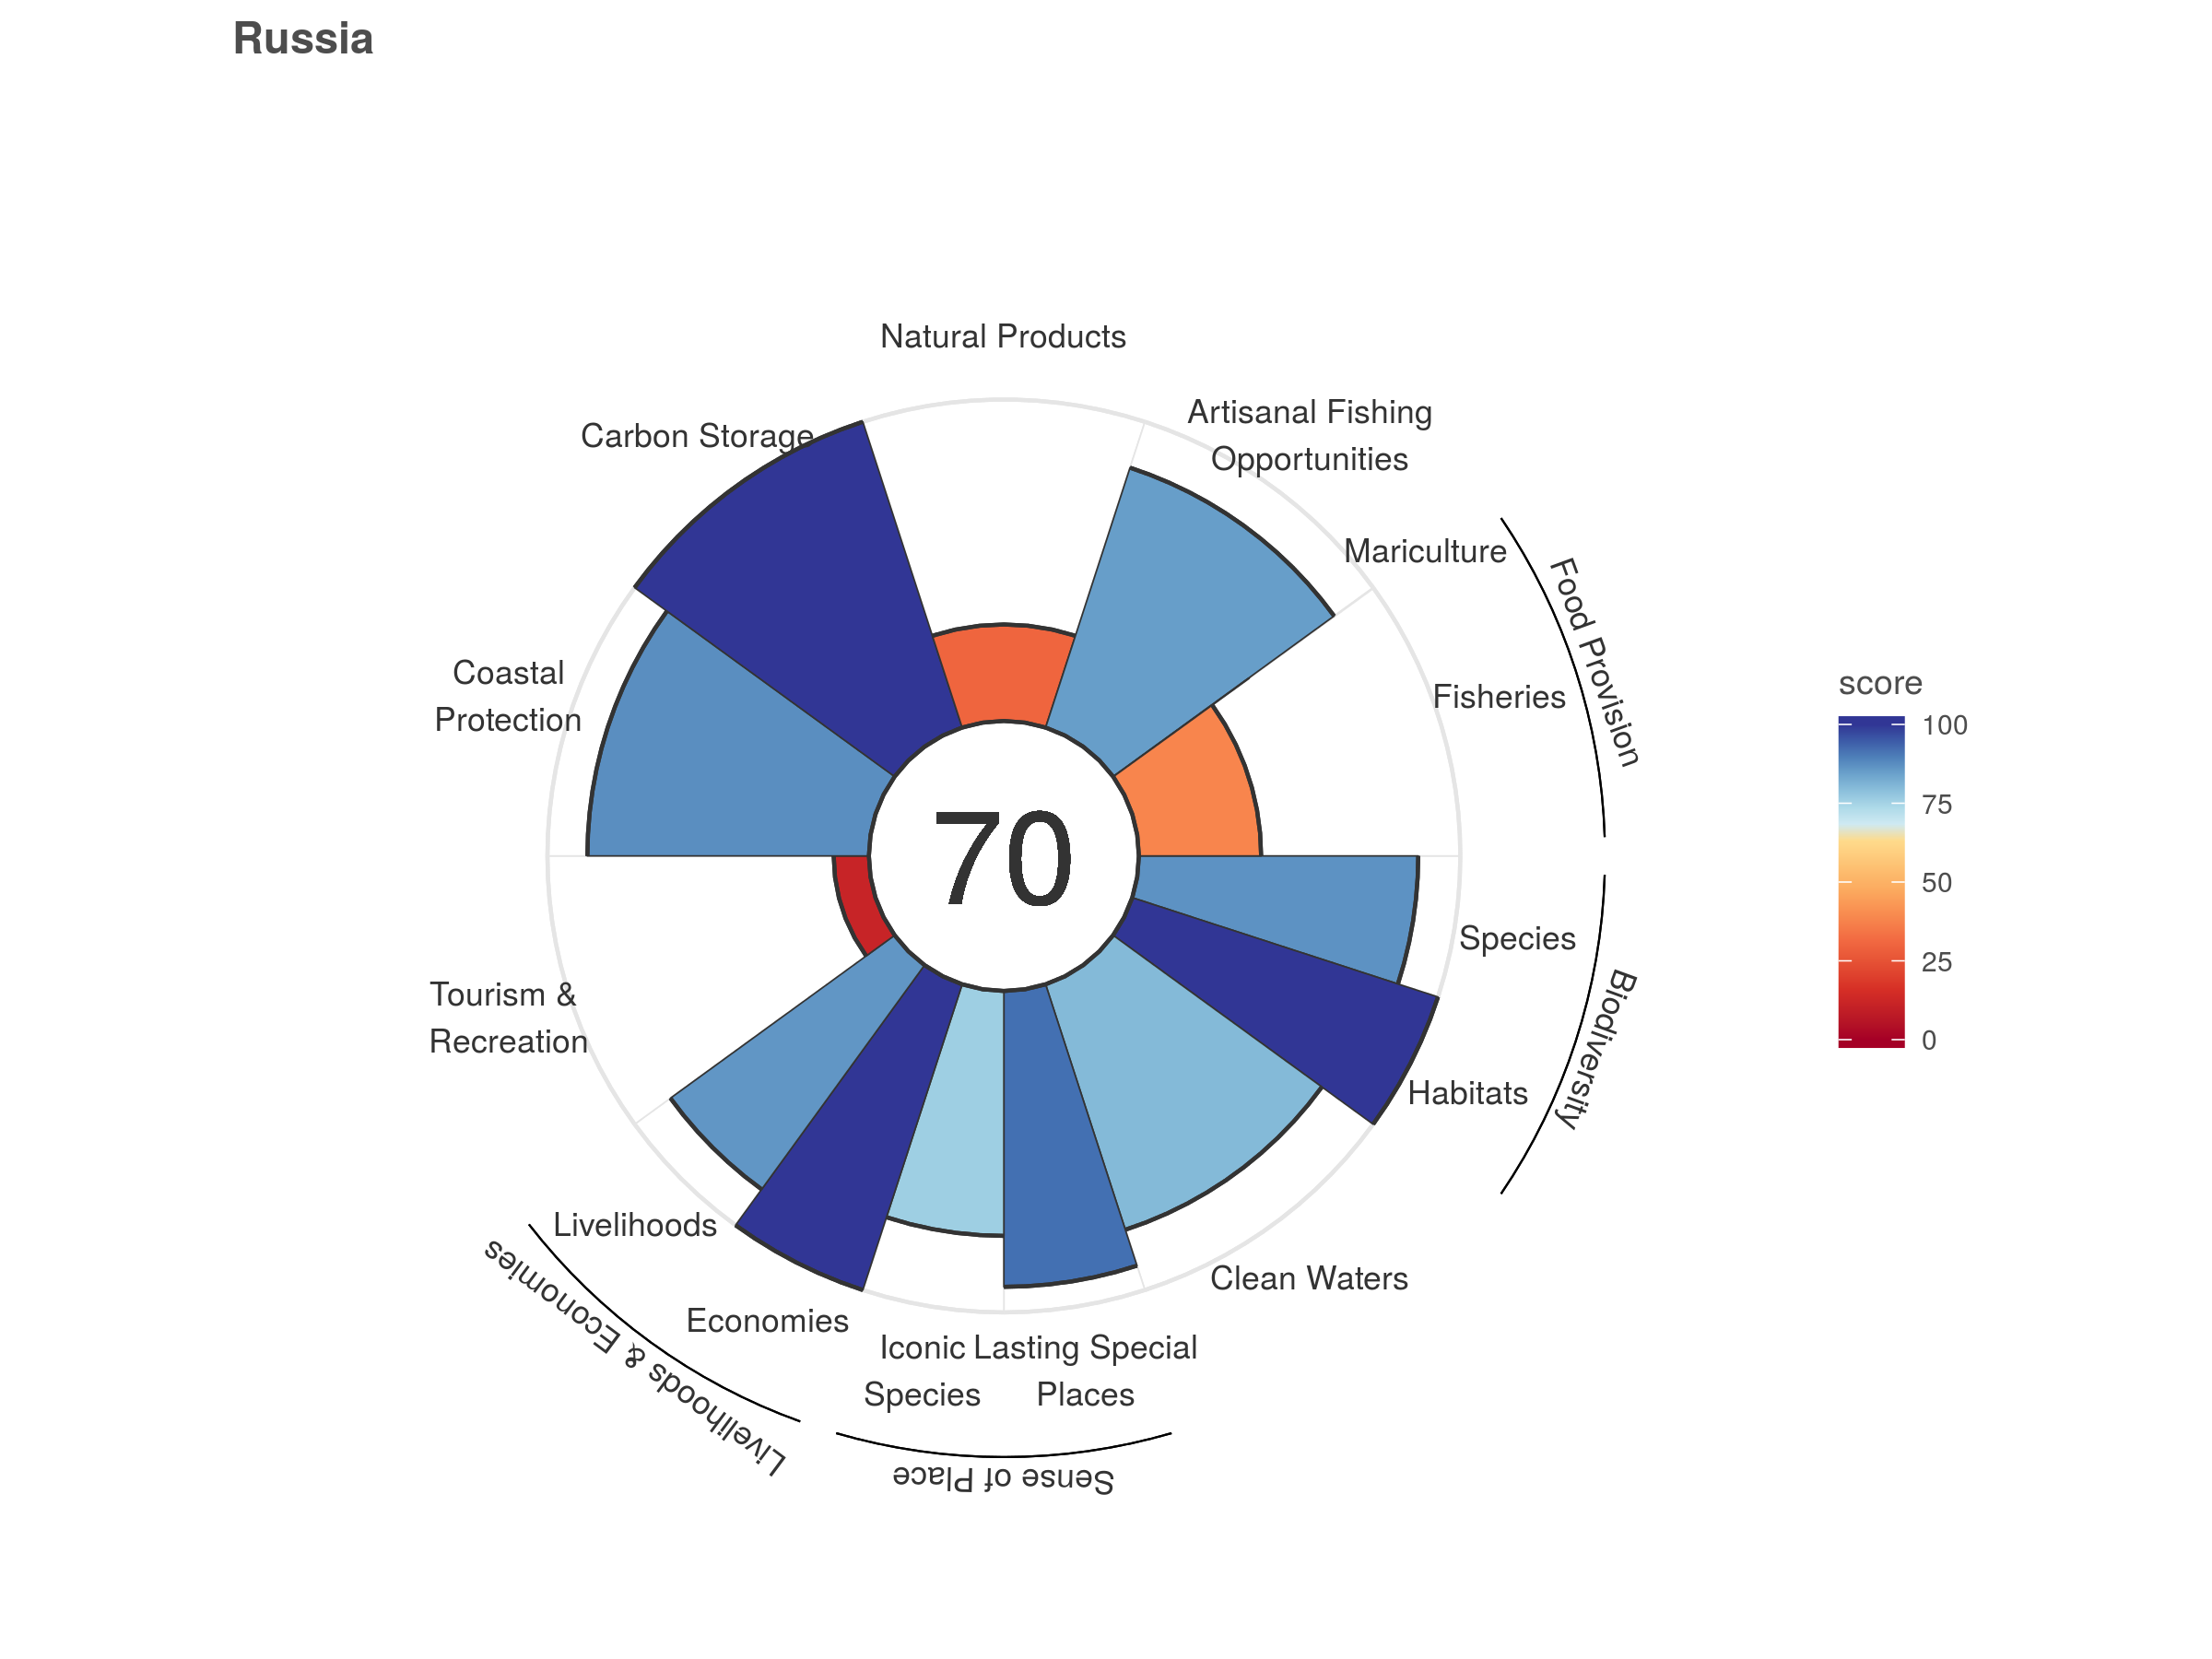 Russia
Natural Products
Artisanal Fishing
Opportunities
Carbon Storage
Mariculture
Food Provision
Fisheries
Coastal
Protection
score
100
75
50
25
0
70
Species
Biodiversity
Tourism &
Recreation
Habitats
Livelihoods
Clean Waters
Economies
Livelihoods & Economies
Iconic
Species
Lasting Special
Places
Sense of Place